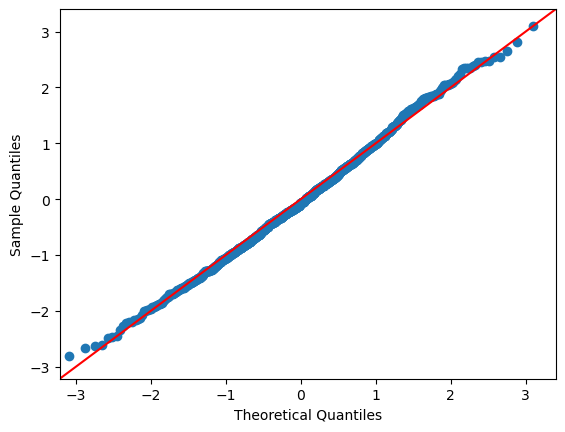 3
2
1
0
−1
−2
−3
Sample Quantiles
−3 −2 −1 0 1 2 3
Theoretical Quantiles